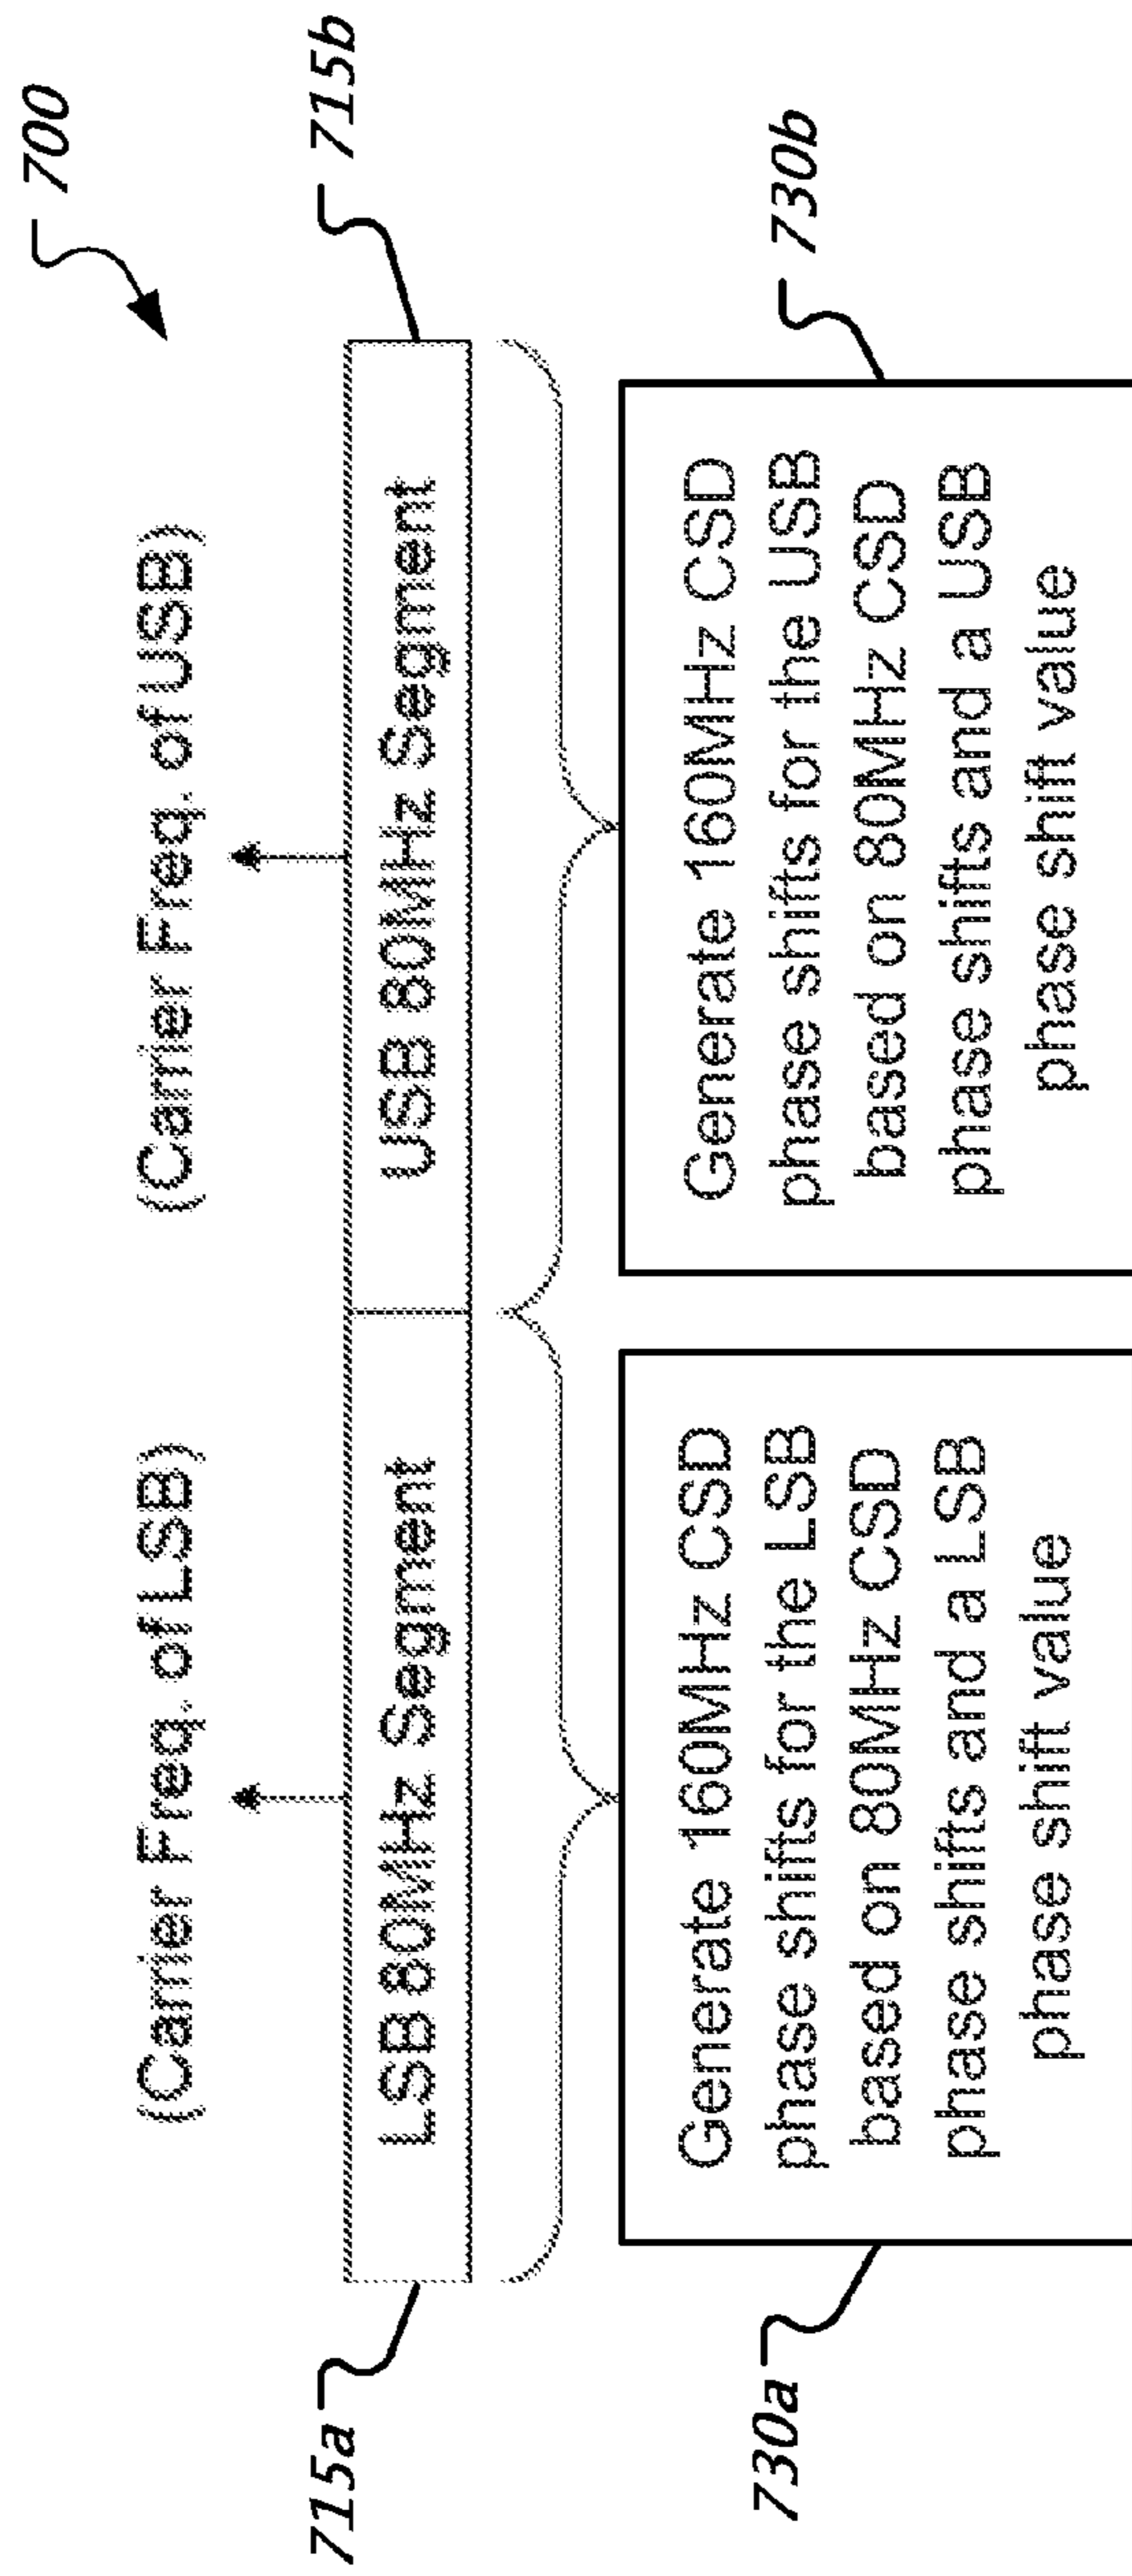 700
(Carrier Freq. of LSB)
(Carrier Freq. of USB)
715a
LSB 80MHz Segment
USB 80MHz Segment
715b
730a
Generate 160MHz CSD
phase shifts for the LSB
based on 80MHz CSD
phase shifts and a LSB
phase shift value
Generate 160MHz CSD
phase shifts for the USB
based on 80MHz CSD
phase shifts and a USB
phase shift value
730b